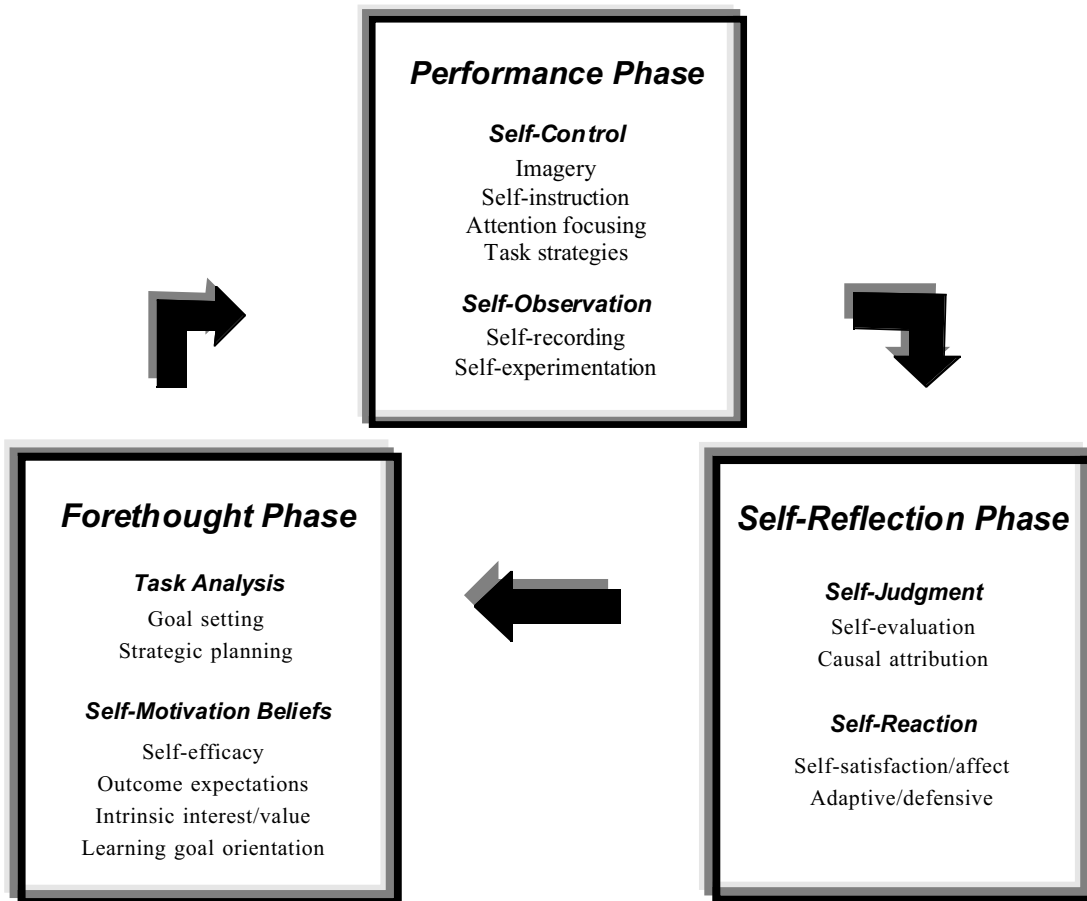 Performance Phase
Self-Control
Imagery
Self-instruction
Attention focusing
Task strategies
Self-Observation
Self-recording
Self-experimentation
Forethought Phase
Task Analysis
Goal setting
Strategic planning
Self-Motivation Beliefs
Self-efficacy
Outcome expectations
Intrinsic interest/value
Learning goal orientation
Self-Reflection Phase
Self-Judgment
Self-evaluation
Causal attribution
Self-Reaction
Self-satisfaction/affect
Adaptive/defensive